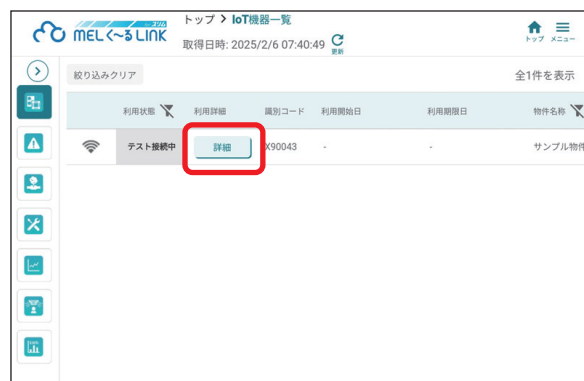 トップ > IoT機器一覧
MELく~るLINK
取得日時: 2025/2/6 07:40:49 更新
トップ メニュー
絞り込みクリア
全1件を表示
利用状態 利用詳細 識別コード 利用開始日 利用期限日 物件名称
テスト接続中 詳細 X90043 - - サンプル物件